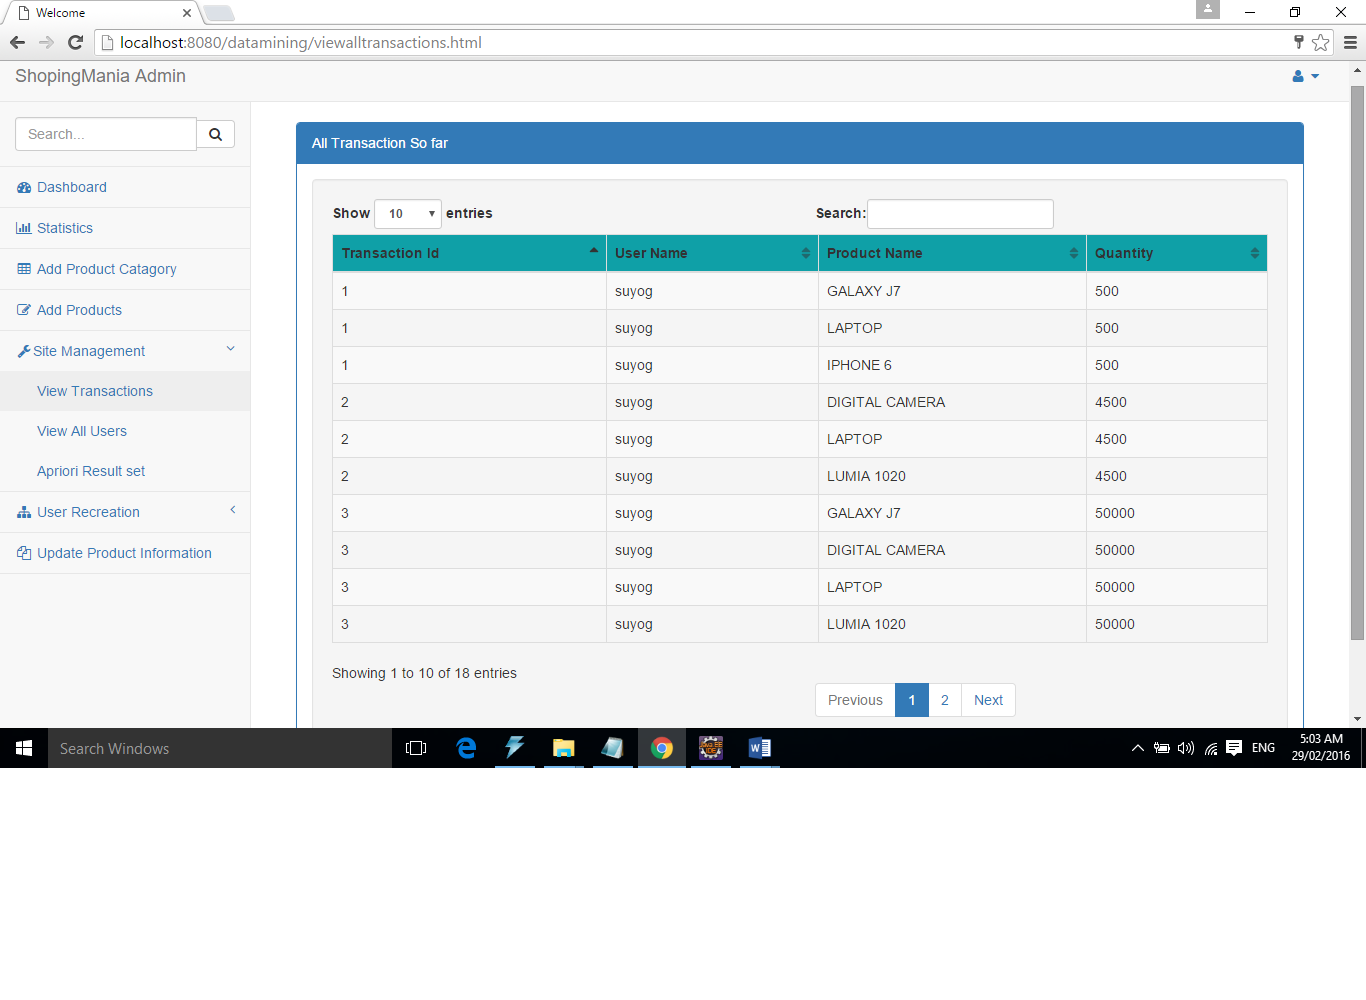 Welcome
localhost:8080/datamining/viewalltransactions.html
ShopingMania Admin
Search...
Dashboard
Statistics
Add Product Catagory
Add Products
Site Management
View Transactions
View All Users
Apriori Result set
User Recreation
Update Product Information
All Transaction So far
Show 10 entries Search:
Transaction Id User Name Product Name Quantity
1 suyog GALAXY J7 500
1 suyog LAPTOP 500
1 suyog IPHONE 6 500
2 suyog DIGITAL CAMERA 4500
2 suyog LAPTOP 4500
2 suyog LUMIA 1020 4500
3 suyog GALAXY J7 50000
3 suyog DIGITAL CAMERA 50000
3 suyog LAPTOP 50000
3 suyog LUMIA 1020 50000
Showing 1 to 10 of 18 entries
Previous 1 2 Next
Search Windows
ENG
5:03 AM
29/02/2016